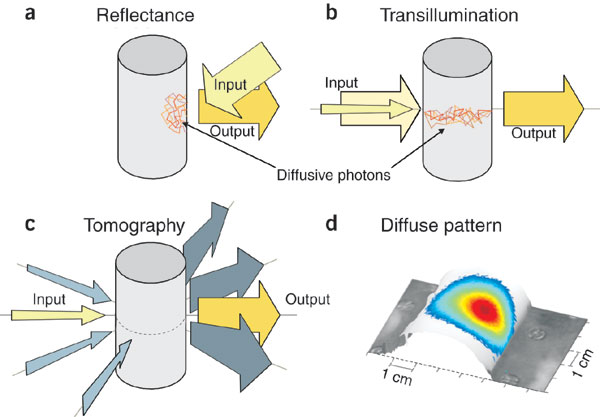 a Reflectance
Input
Output
b Transillumination
Input
Output
Diffusive photons
c Tomography
Input
Output
d Diffuse pattern
1 cm
1 cm